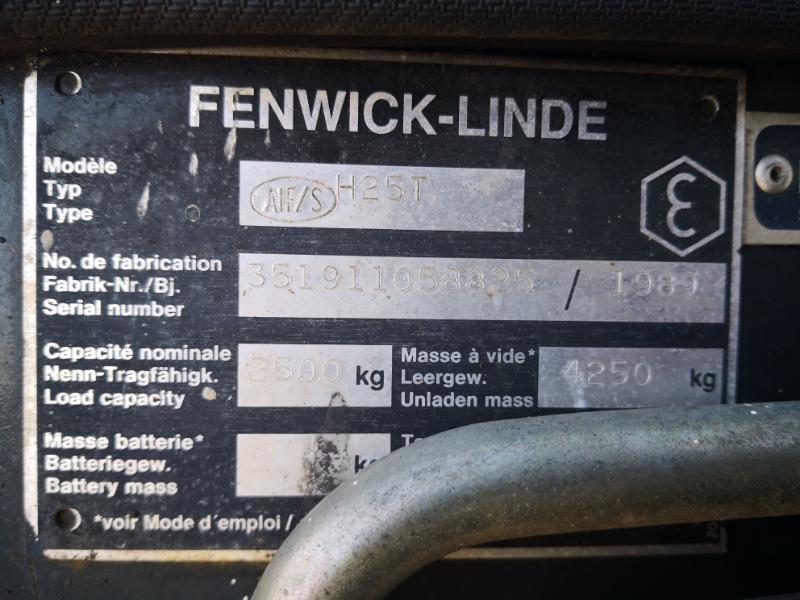 FENWICK-LINDE
Modèle
Typ
Type
AIF/S H25T
ε
No. de fabrication
Fabrik-Nr./Bj.
Serial number
351911058825 / 1989
Capacité nominale
Nenn-Tragfähigk.
Load capacity
2500 kg
Masse à vide*
Leergew.
Unladen mass
4250 kg
Masse batterie*
Batteriegew.
Battery mass
*voir Mode d´emploi /